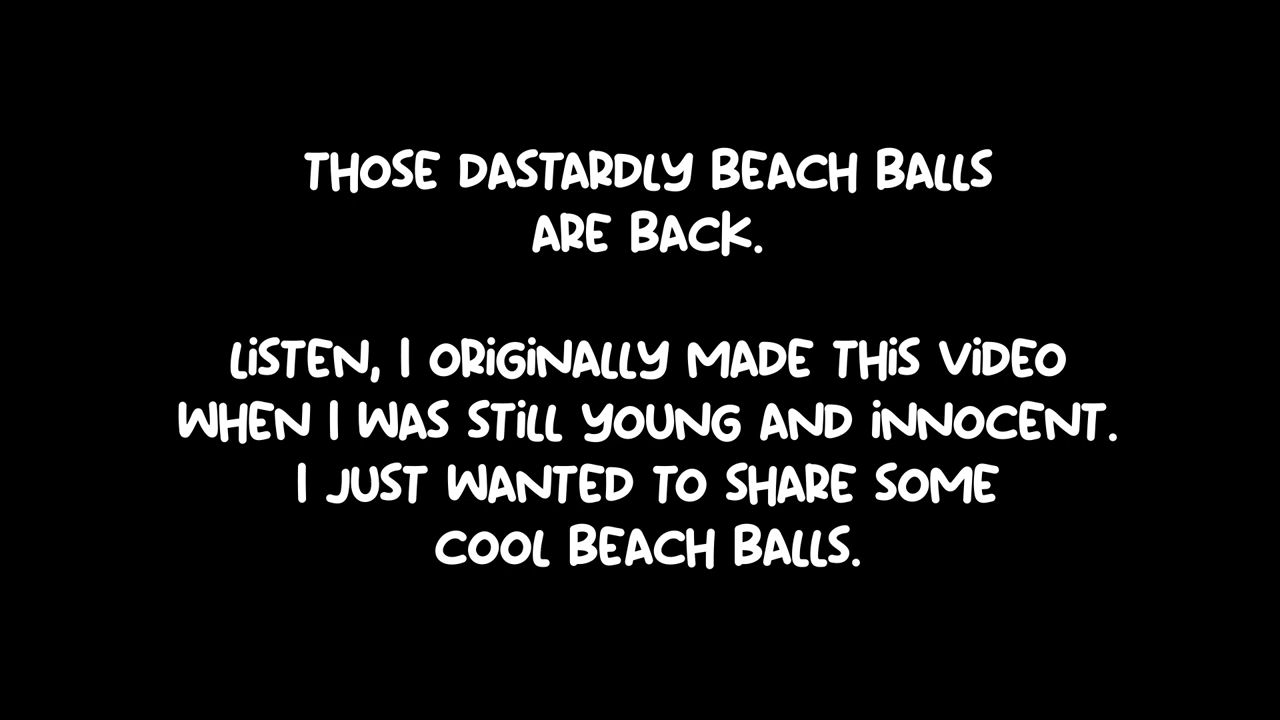 THOSE DASTARDLY BEACH BALLS
ARE BACK.
LiSTEN, I ORiGiNALLY MADE THiS ViDEO
WHEN I WAS STiLL YOUNG AND iNNOCENT.
I JUST WANTED TO SHARE SOME
COOL BEACH BALLS.